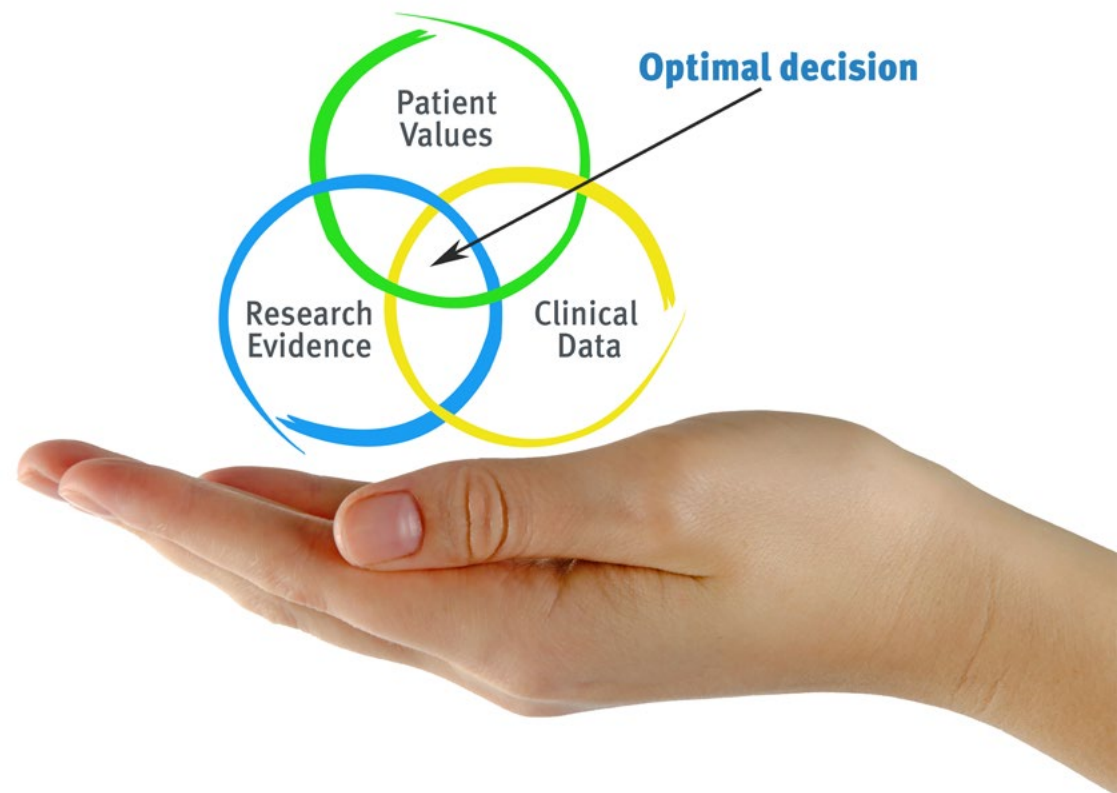 Optimal decision
Patient
Values
Research
Evidence
Clinical
Data